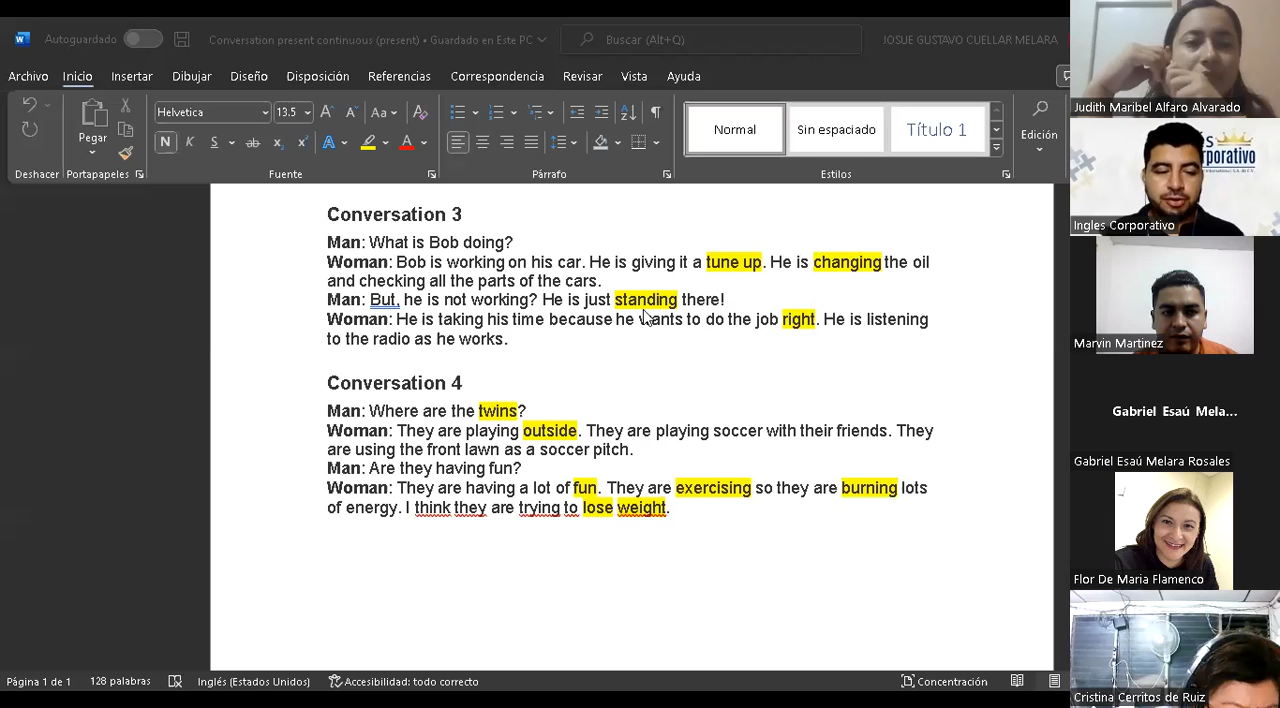 Autoguardado
Conversation present continuous (present) • Guardado en Este PC
Buscar (Alt+Q)
JOSUE GUSTAVO CUELLAR MELARA
Archivo Inicio Insertar Dibujar Diseño Disposición Referencias Correspondencia Revisar Vista Ayuda
Pegar
Helvetica 13.5
Aa
N K S ab x₂ x² A A
Normal
Sin espaciado
Título 1
Edición
Deshacer Portapapeles Fuente Párrafo Estilos
Conversation 3
Man: What is Bob doing?
Woman: Bob is working on his car. He is giving it a tune up. He is changing the oil
and checking all the parts of the cars.
Man: But, he is not working? He is just standing there!
Woman: He is taking his time because he wants to do the job right. He is listening
to the radio as he works.
Conversation 4
Man: Where are the twins?
Woman: They are playing outside. They are playing soccer with their friends. They
are using the front lawn as a soccer pitch.
Man: Are they having fun?
Woman: They are having a lot of fun. They are exercising so they are burning lots
of energy. I think they are trying to lose weight.
Página 1 de 1 128 palabras Inglés (Estados Unidos) Accesibilidad: todo correcto Concentración
Judith Maribel Alfaro Alvarado
Ingles Corporativo
Marvin Martinez
Gabriel Esaú Mela...
Gabriel Esaú Melara Rosales
Flor De Maria Flamenco
Cristina Cerritos de Ruiz